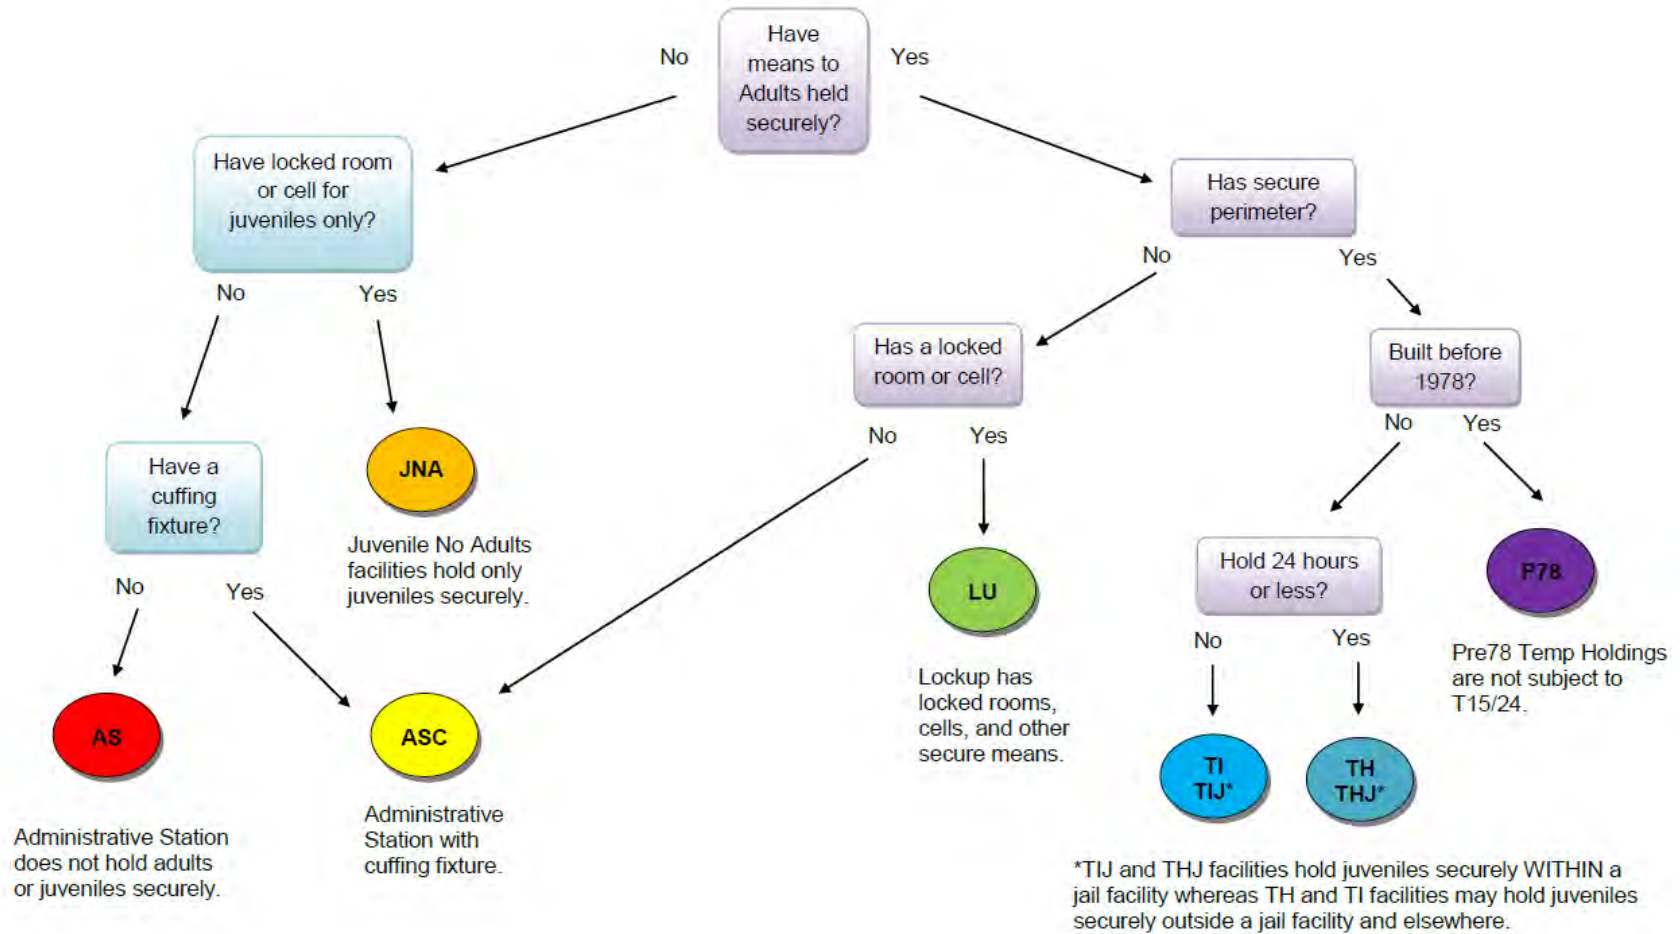 Have
means to
Adults held
securely?
No
Yes
Have locked room
or cell for
juveniles only?
No
Yes
Has secure
perimeter?
No
Yes
Has a locked
room or cell?
No
Yes
Built before
1978?
No
Yes
Have a
cuffing
fixture?
No
Yes
JNA
Juvenile No Adults
facilities hold only
juveniles securely.
LU
Lockup has
locked rooms,
cells, and other
secure means.
Hold 24 hours
or less?
No
Yes
P78
Pre78 Temp Holdings
are not subject to
T15/24.
AS
Administrative Station
does not hold adults
or juveniles securely.
ASC
Administrative
Station with
cuffing fixture.
TI
TIJ*
TH
THJ*
*TIJ and THJ facilities hold juveniles securely WITHIN a
jail facility whereas TH and TI facilities may hold juveniles
securely outside a jail facility and elsewhere.